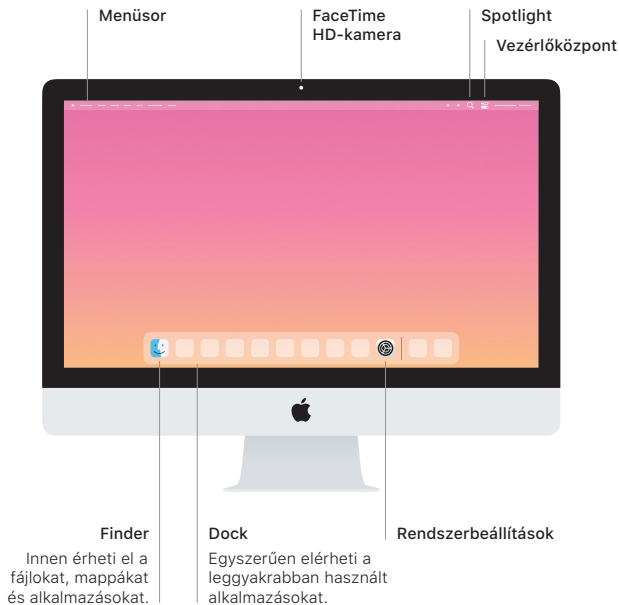 Menüsor
FaceTime
HD-kamera
Spotlight
Vezérlőközpont
Finder
Innen érheti el a
fájlokat, mappákat
és alkalmazásokat.
Dock
Egyszerűen elérheti a
leggyakrabban használt
alkalmazásokat.
Rendszerbeállítások